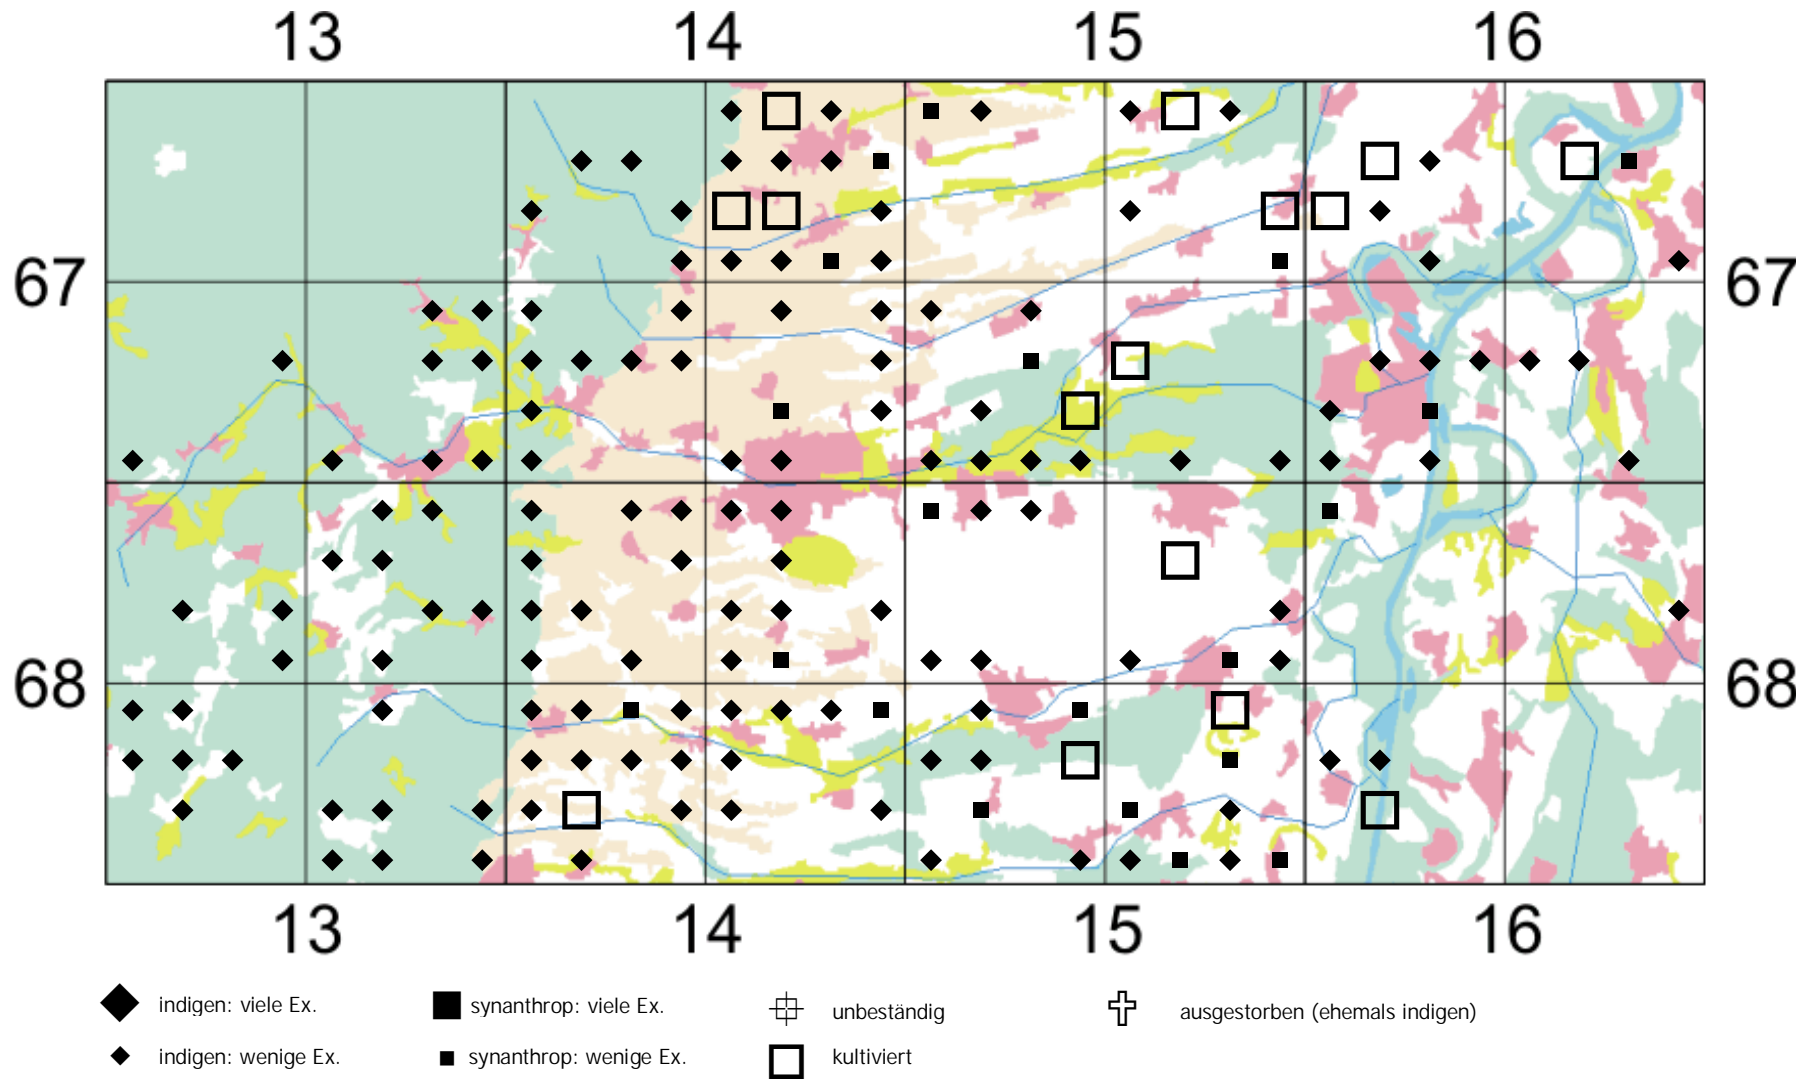 13 14 15 16
67 67
68 68
13 14 15 16
indigen: viele Ex. synanthrop: viele Ex. unbeständig ausgestorben (ehemals indigen)
indigen: wenige Ex. synanthrop: wenige Ex. kultiviert